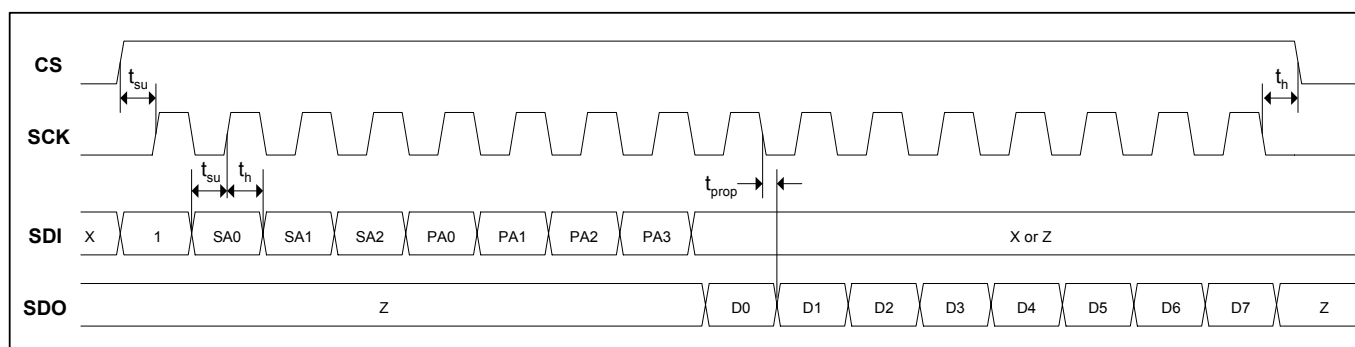 CS
t_su
t_h
SCK
t_su
t_h
t_prop
SDI X 1 SA0 SA1 SA2 PA0 PA1 PA2 PA3 X or Z
SDO Z D0 D1 D2 D3 D4 D5 D6 D7 Z